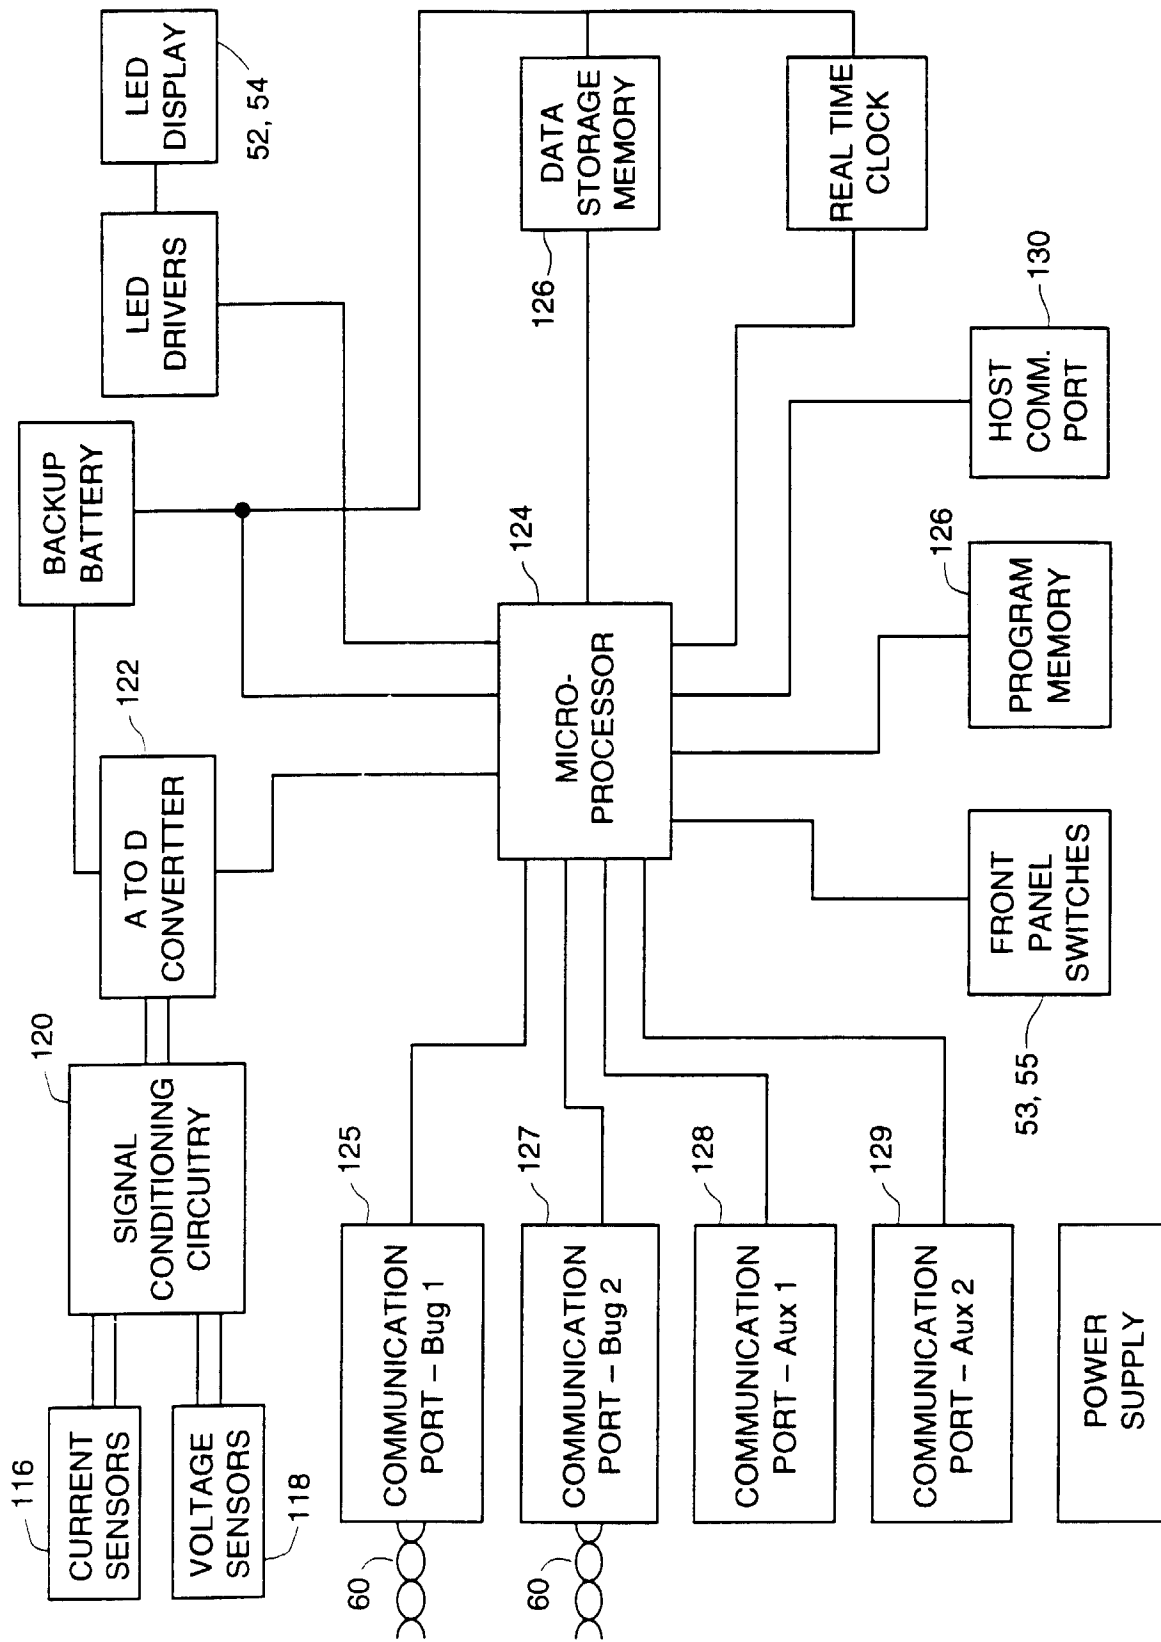 116
CURRENT
SENSORS
VOLTAGE
SENSORS
118
120
SIGNAL
CONDITIONING
CIRCUITRY
122
A TO D
CONVERTTER
BACKUP
BATTERY
LED
DRIVERS
LED
DISPLAY
52, 54
60
COMMUNICATION
PORT – Bug 1
125
60
COMMUNICATION
PORT – Bug 2
127
COMMUNICATION
PORT – Aux 1
128
COMMUNICATION
PORT – Aux 2
129
POWER
SUPPLY
MICRO-
PROCESSOR
124
126
DATA
STORAGE
MEMORY
REAL TIME
CLOCK
FRONT
PANEL
SWITCHES
53, 55
PROGRAM
MEMORY
126
HOST
COMM.
PORT
130